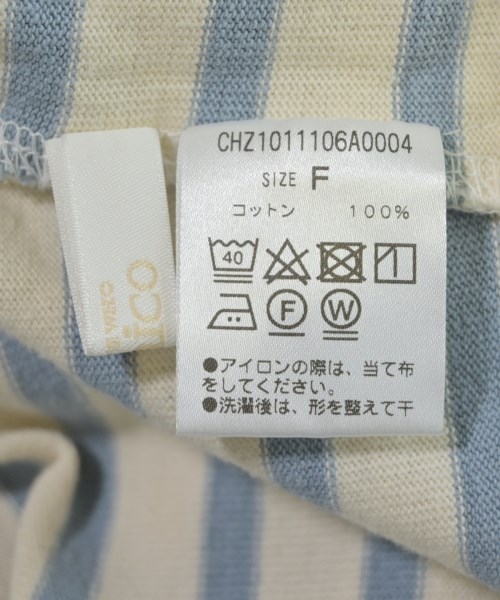 CHZ1011106A0004
SIZE F
コットン 100%
40
F
W
●アイロンの際は、当て布
をしてください。
●洗濯後は、形を整えて干
ico